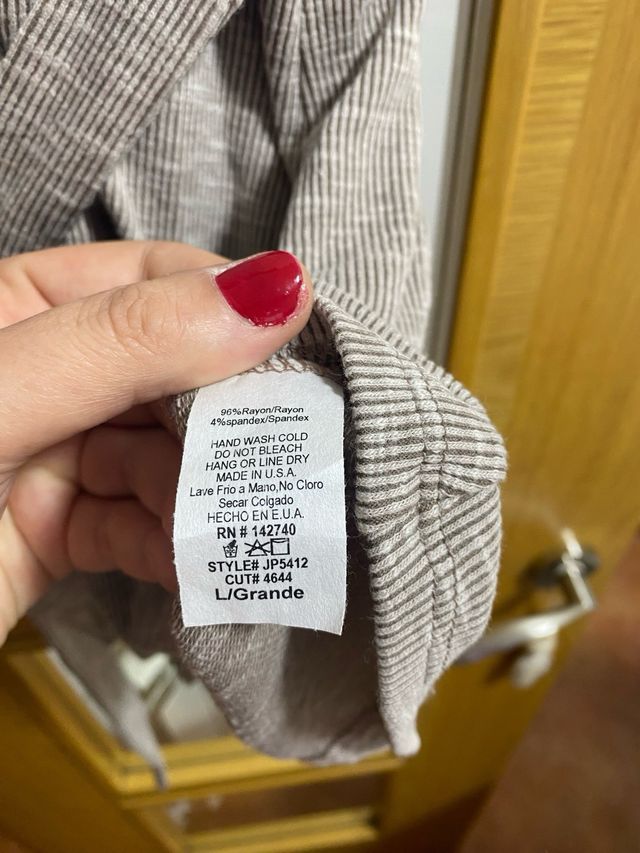 96%Rayon/Rayon
4%spandex/Spandex
HAND WASH COLD
DO NOT BLEACH
HANG OR LINE DRY
MADE IN U.S.A.
Lave Frio a Mano,No Cloro
Secar Colgado
HECHO EN E.U.A.
RN # 142740
STYLE# JP5412
CUT# 4644
L/Grande